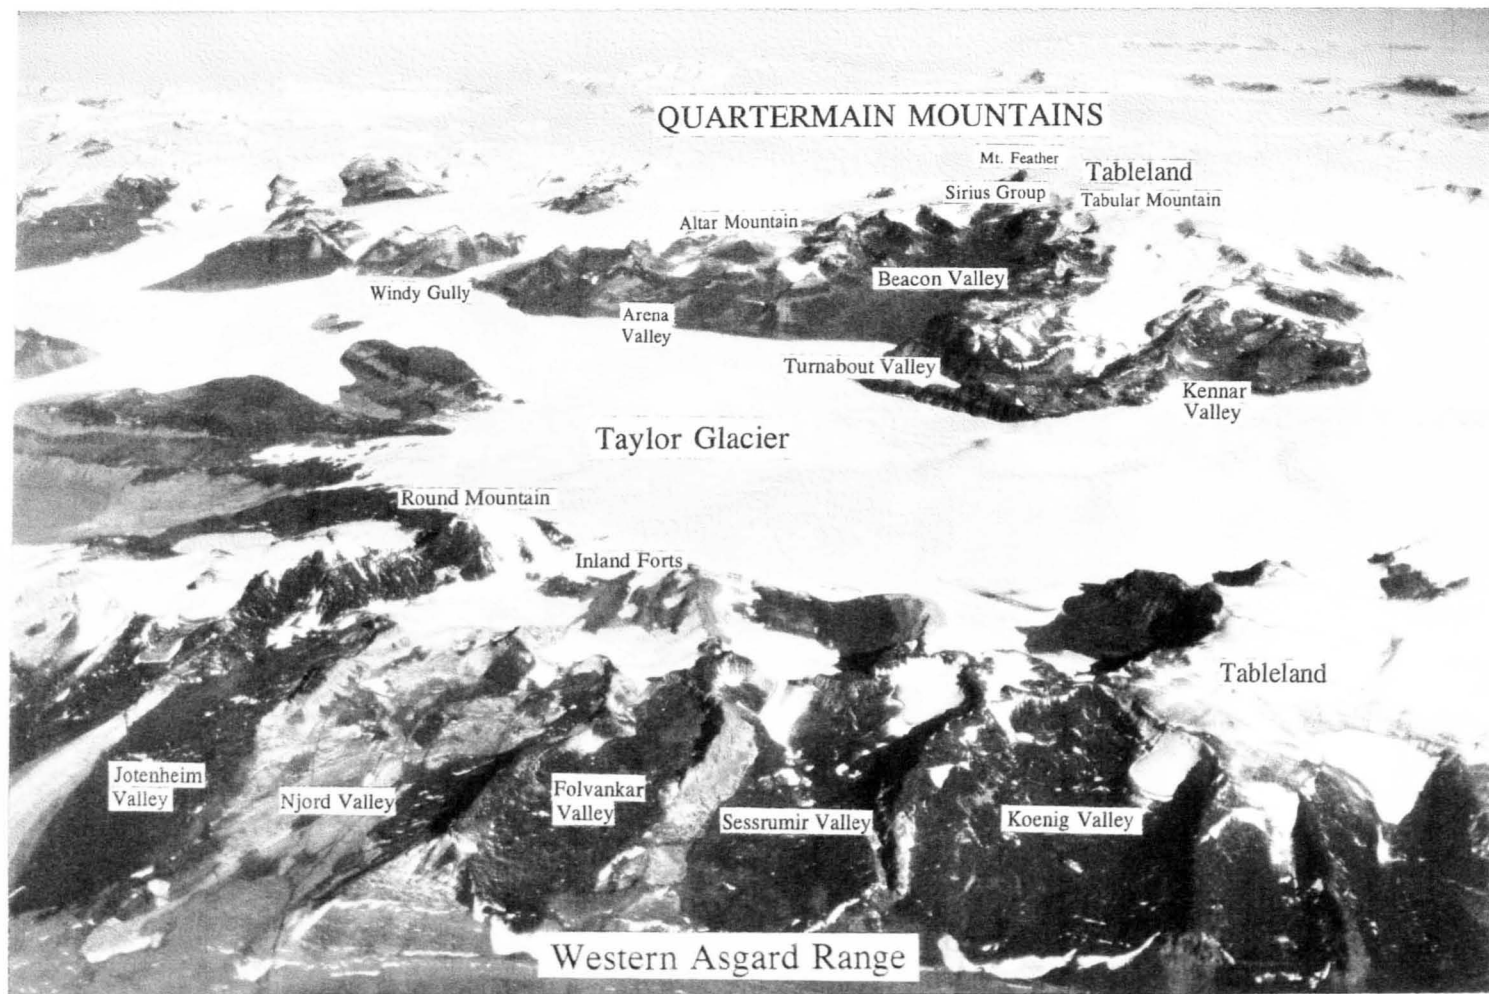 QUARTERMAIN MOUNTAINS
Mt. Feather
Tableland
Sirius Group
Tabular Mountain
Altar Mountain
Beacon Valley
Windy Gully
Arena
Valley
Turnabout Valley
Kennar
Valley
Taylor Glacier
Round Mountain
Inland Forts
Tableland
Jotenheim
Valley
Njord Valley
Folvankar
Valley
Sessrumir Valley
Koenig Valley
Western Asgard Range